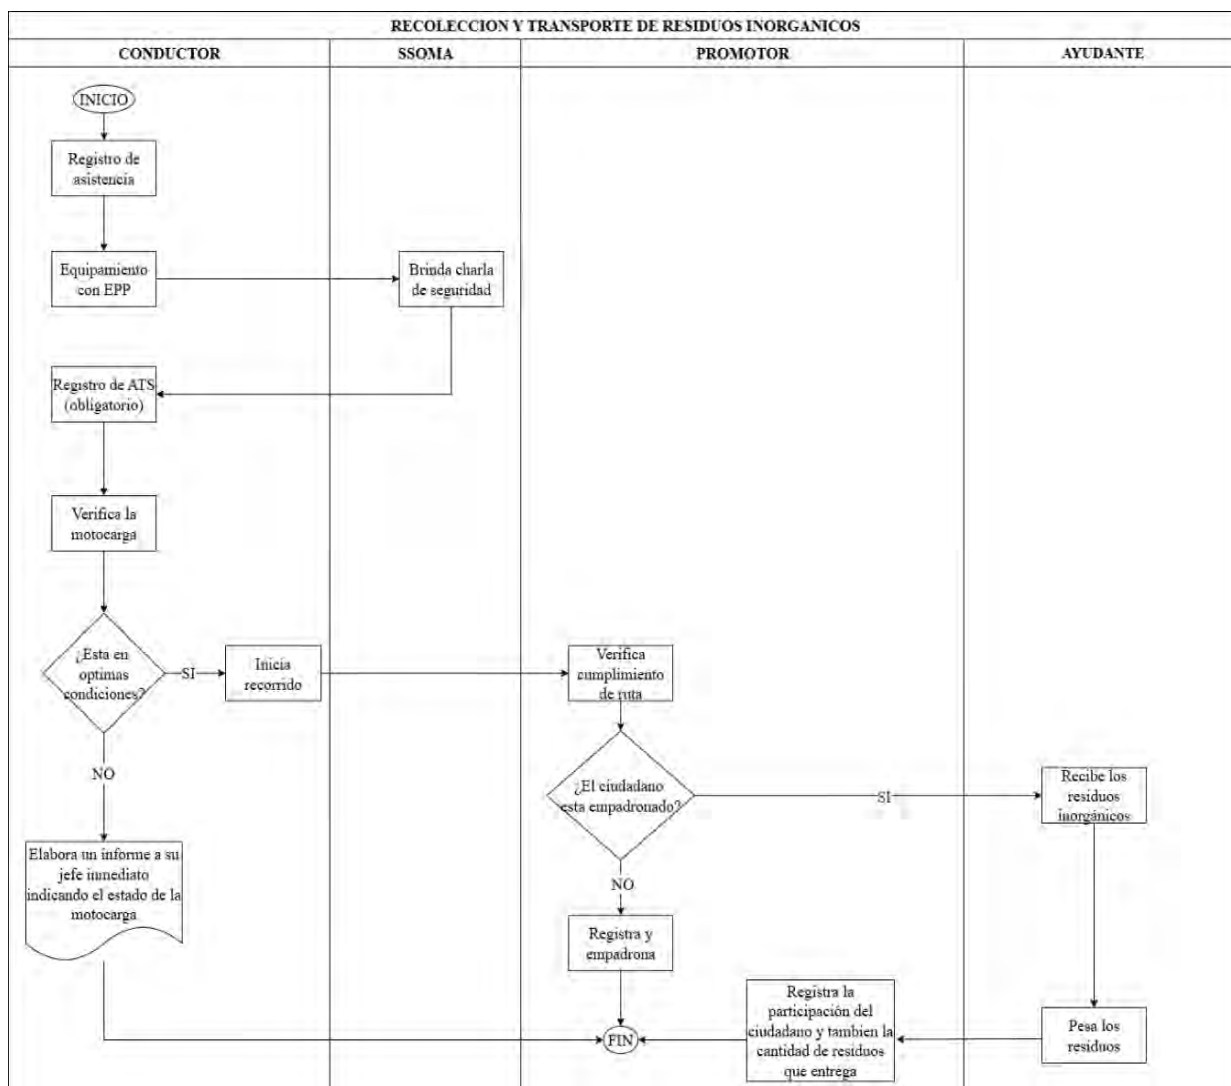 RECOLECCION Y TRANSPORTE DE RESIDUOS INORGANICOS
CONDUCTOR
SSOMA
PROMOTOR
AYUDANTE
INICIO
Registro de
asistencia
Equipamiento
con EPP
Brinda charla
de seguridad
Registro de ATS
(obligatorio)
Verifica la
motocarga
¿Esta en
optimas
condiciones?
SI
Inicia
recorrido
Verifica
cumplimiento
de ruta
NO
¿El ciudadano
esta empadronado?
SI
Recibe los
residuos
inorgánicos
Elabora un informe a su
jefe inmediato
indicando el estado de la
motocarga
NO
Registra y
empadrona
Registra la
participación del
ciudadano y tambien la
cantidad de residuos
que entrega
Pesa los
residuos
FIN